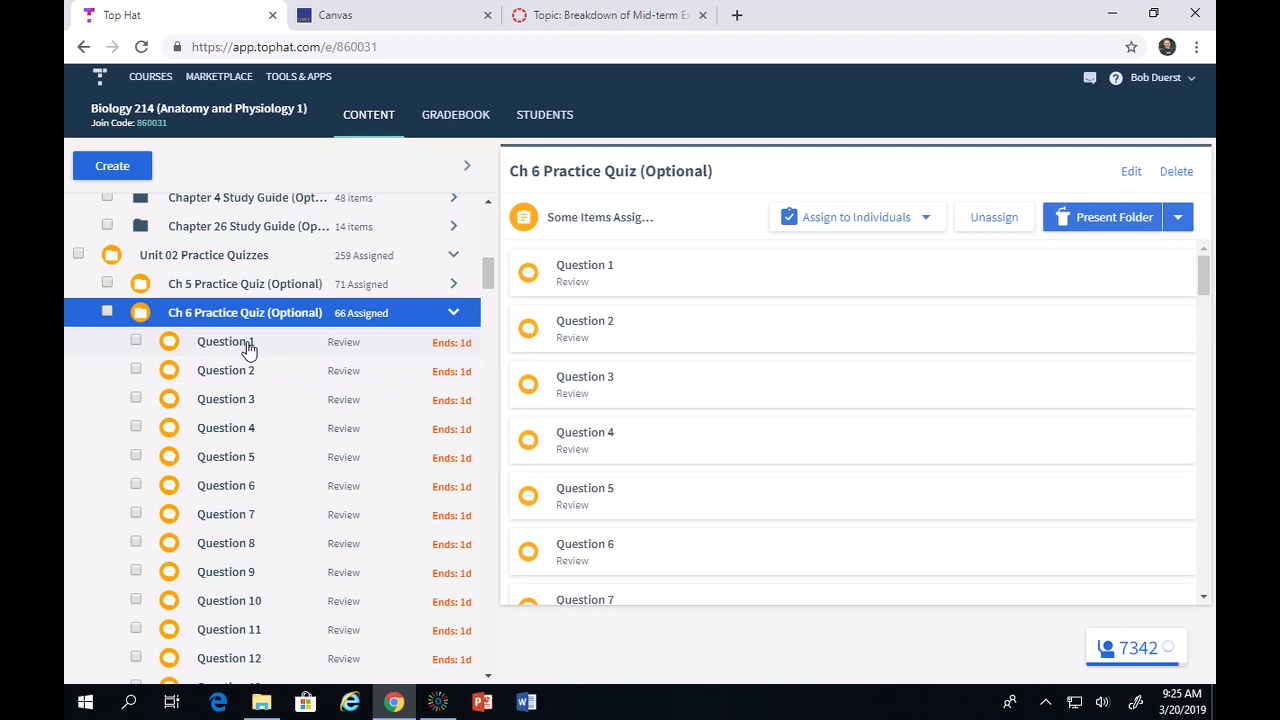 Top Hat
Canvas
Topic: Breakdown of Mid-term Ex
https://app.tophat.com/e/860031
COURSES MARKETPLACE TOOLS & APPS
Bob Duerst
Biology 214 (Anatomy and Physiology 1)
Join Code: 860031
CONTENT GRADEBOOK STUDENTS
Create
Chapter 4 Study Guide (Opt... 48 items
Chapter 26 Study Guide (Op... 14 items
Unit 02 Practice Quizzes 259 Assigned
Ch 5 Practice Quiz (Optional) 71 Assigned
Ch 6 Practice Quiz (Optional) 66 Assigned
Question 1 Review Ends: 1d
Question 2 Review Ends: 1d
Question 3 Review Ends: 1d
Question 4 Review Ends: 1d
Question 5 Review Ends: 1d
Question 6 Review Ends: 1d
Question 7 Review Ends: 1d
Question 8 Review Ends: 1d
Question 9 Review Ends: 1d
Question 10 Review Ends: 1d
Question 11 Review Ends: 1d
Question 12 Review Ends: 1d
Ch 6 Practice Quiz (Optional)
Edit Delete
Some Items Assig...
Assign to Individuals
Unassign
Present Folder
Question 1
Review
Question 2
Review
Question 3
Review
Question 4
Review
Question 5
Review
Question 6
Review
Question 7
7342
9:25 AM
3/20/2019